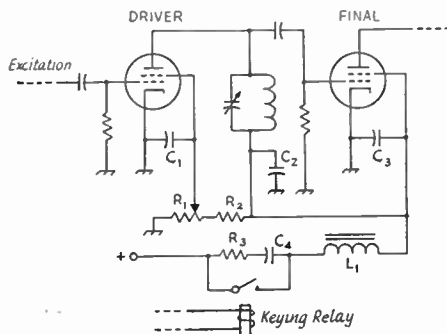 DRIVER
FINAL
Excitation
C1
C2
C3
R1
R2
R3
C4
+
L1
Keying Relay